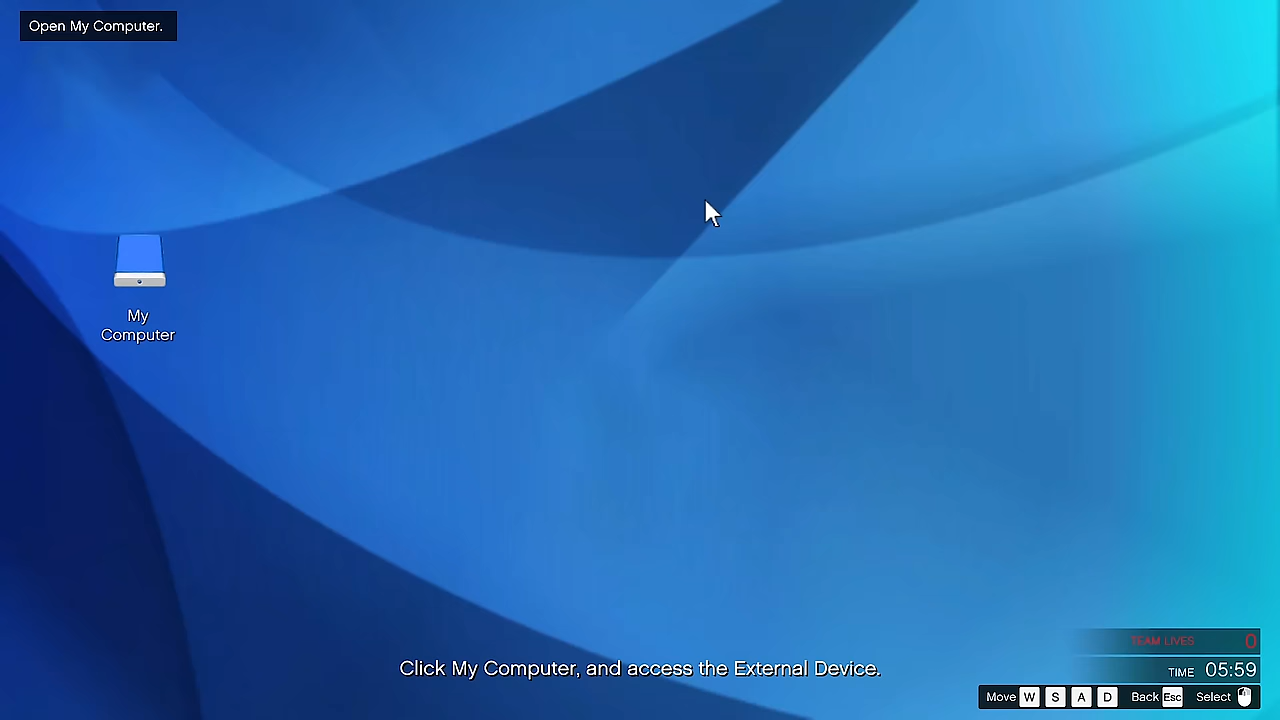 Open My Computer.
My
Computer
Click My Computer, and access the External Device.
TEAM LIVES 0
TIME 05:59
Move W S A D Back Esc Select